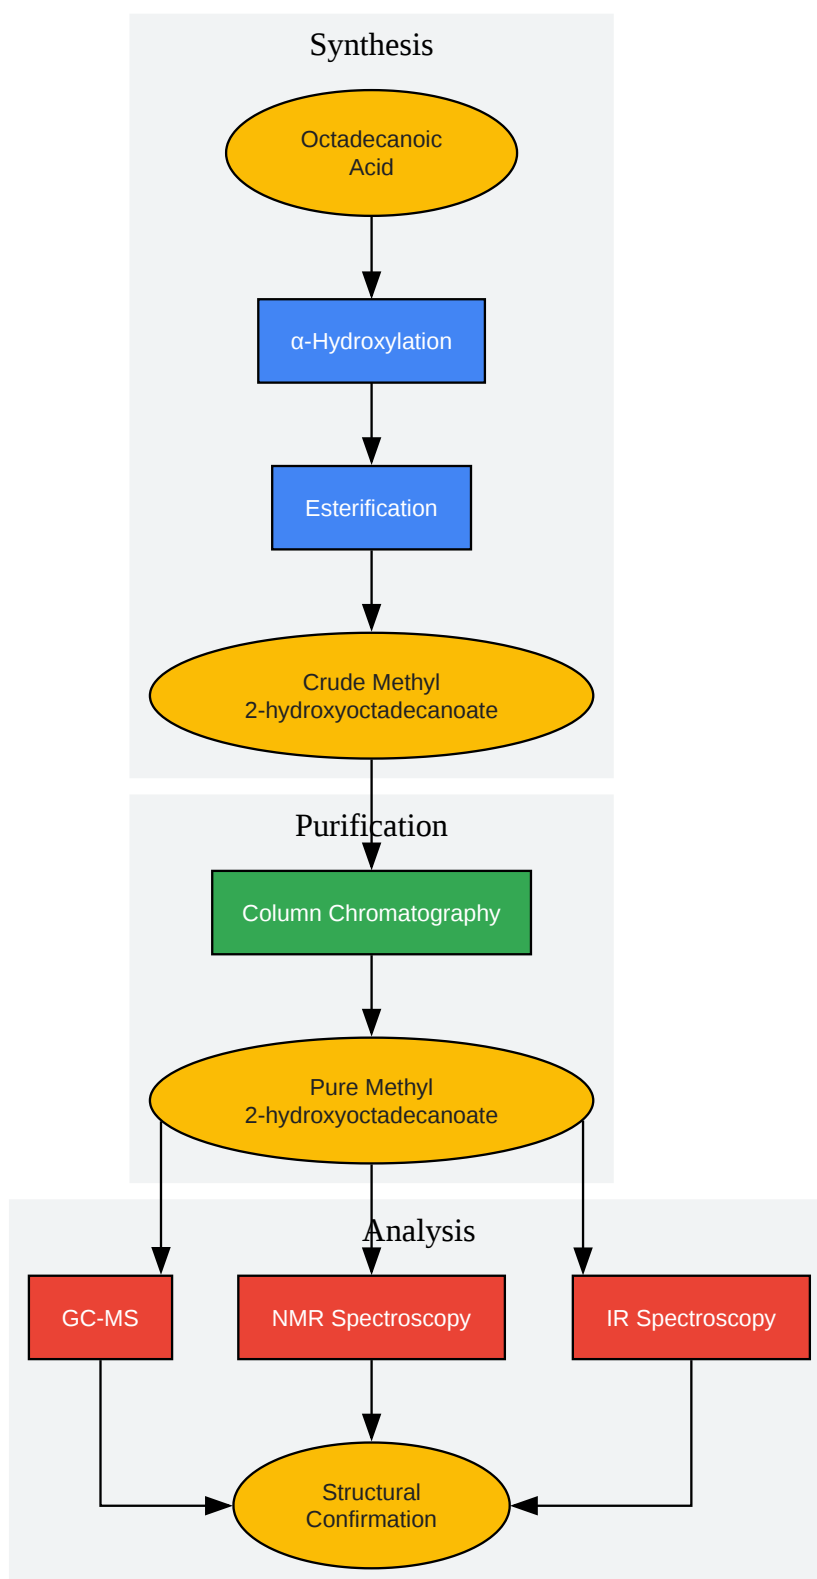 Synthesis
Octadecanoic
Acid
α-Hydroxylation
Esterification
Crude Methyl
2-hydroxyoctadecanoate
Purification
Column Chromatography
Pure Methyl
2-hydroxyoctadecanoate
Analysis
GC-MS
NMR Spectroscopy
IR Spectroscopy
Structural
Confirmation